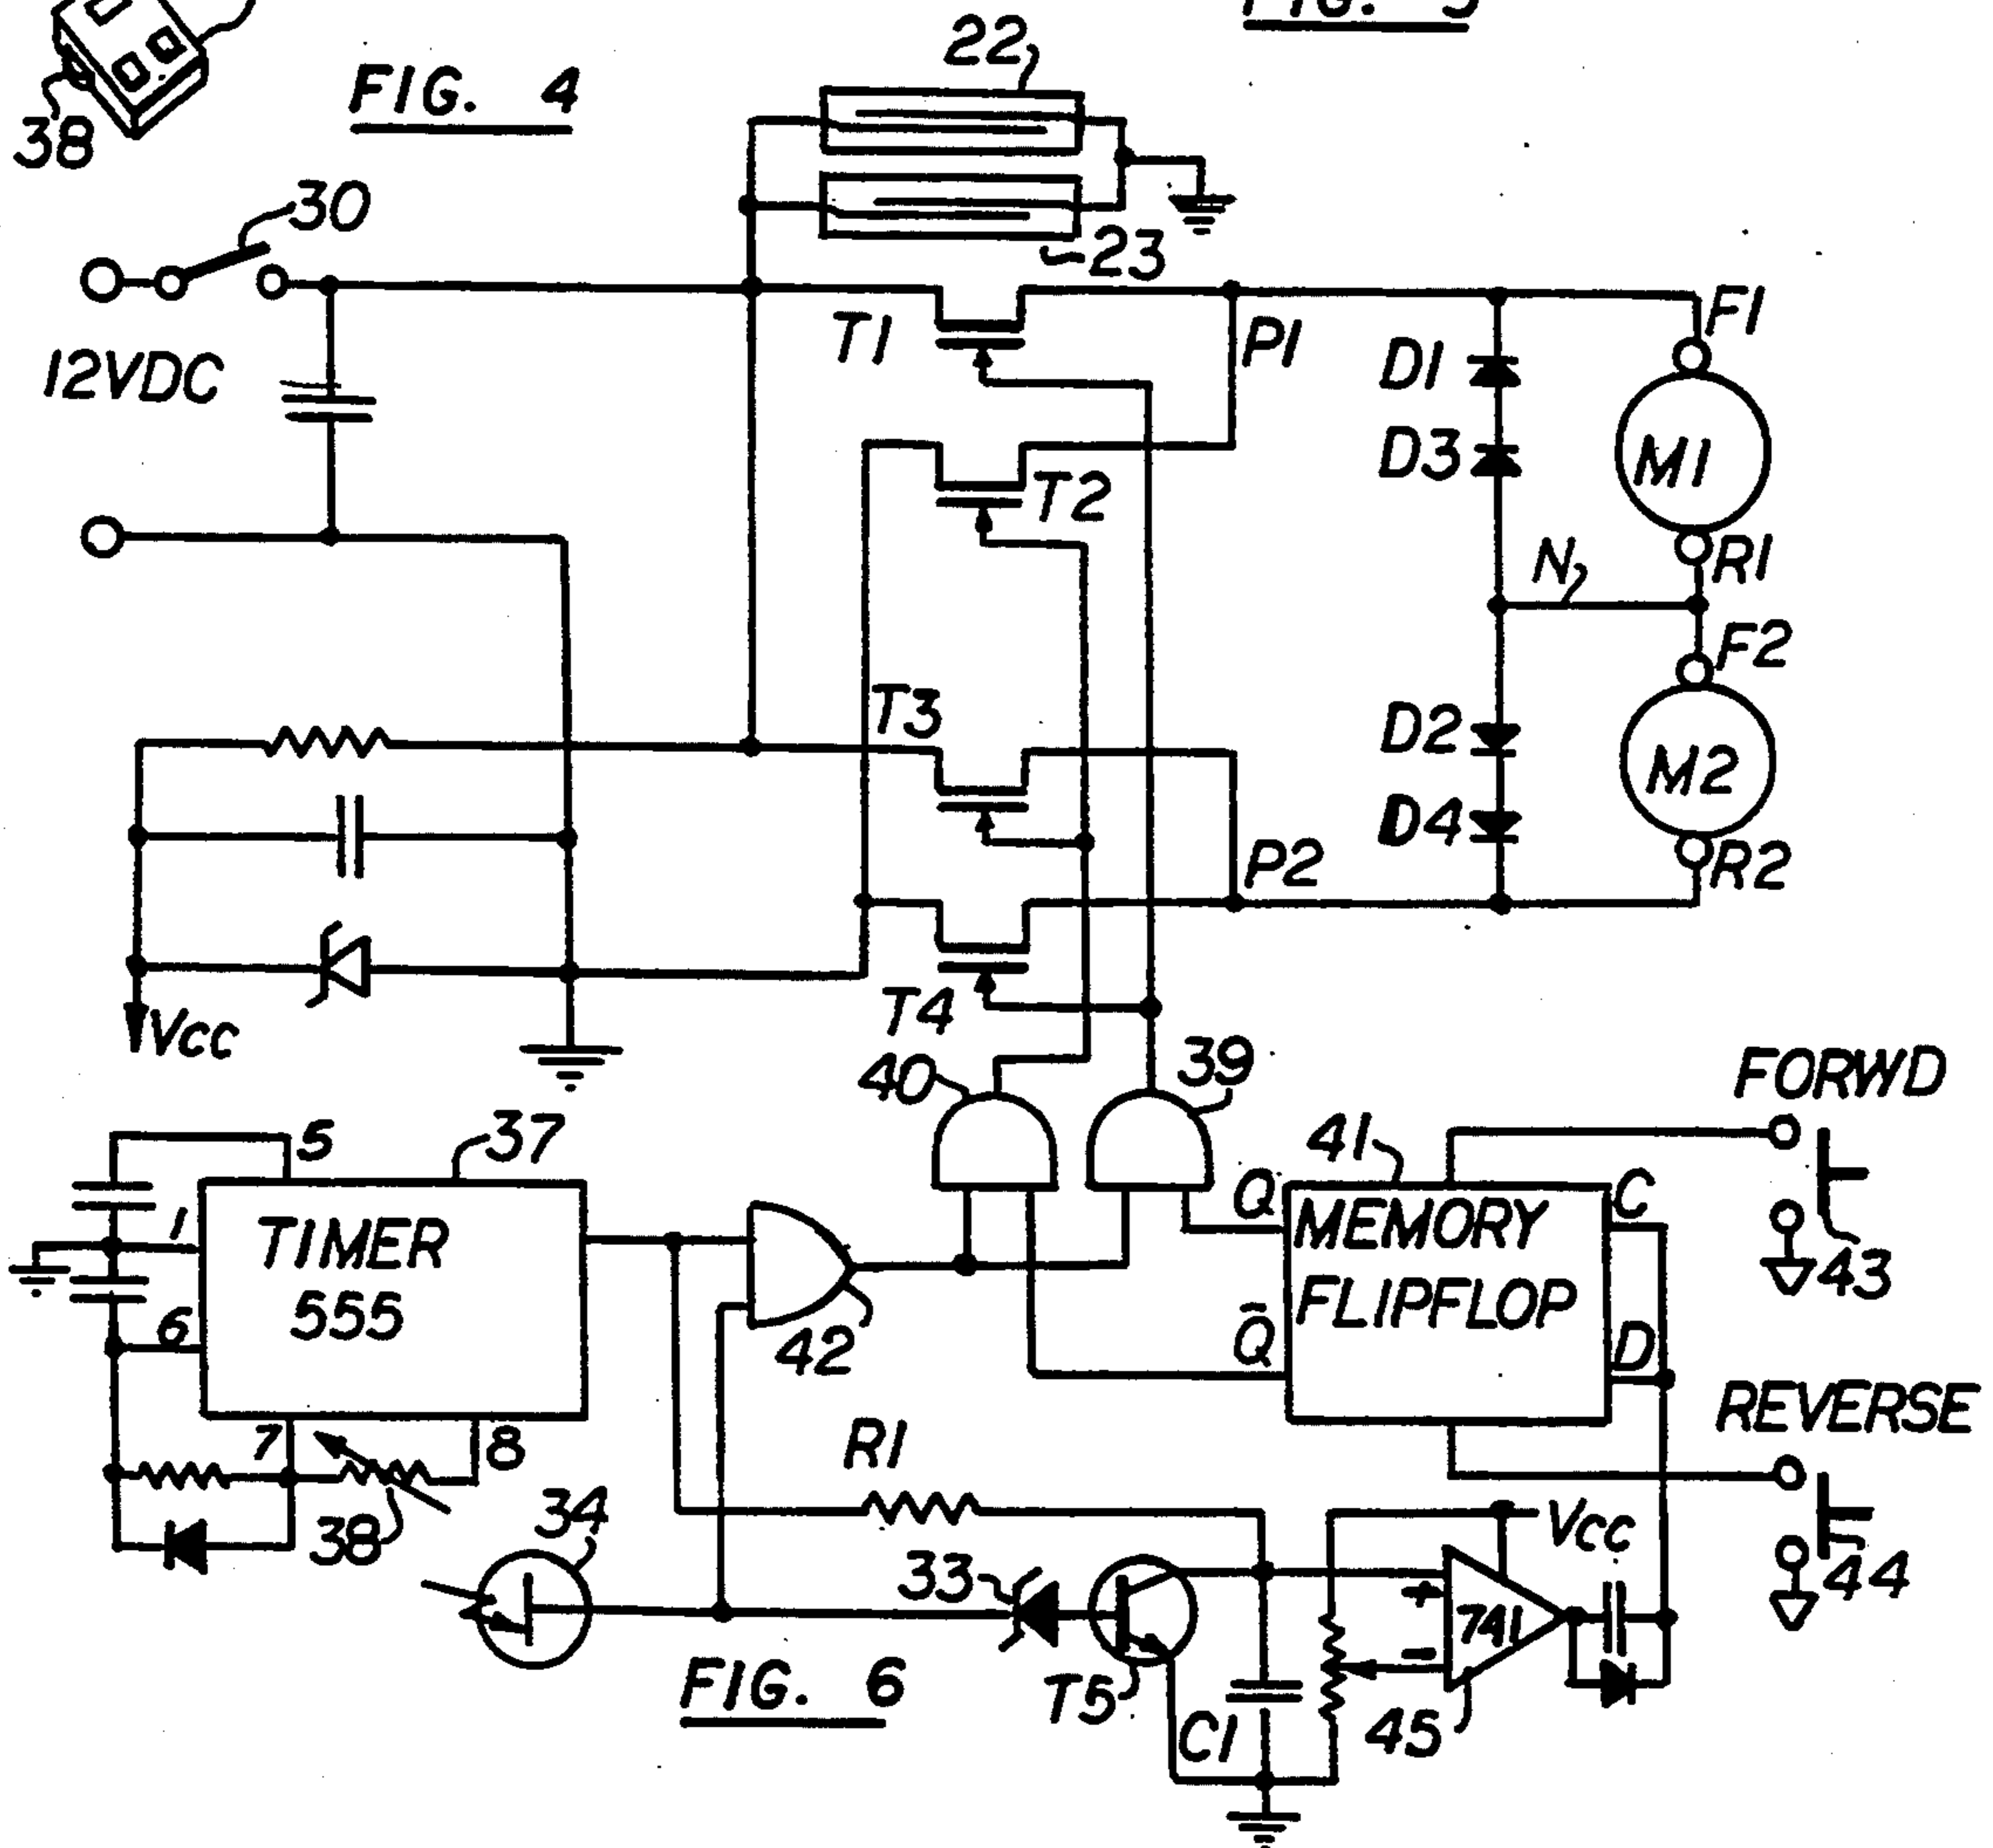 FIG. 5
22
FIG. 4
38
30
23
F1
T1
P1
D1
12VDC
D3
M1
T2
N
R1
F2
T3
D2
M2
D4
P2
R2
T4
Vcc
40
39
FORWD
5
37
41
Q
C
1
TIMER
555
MEMORY
FLIPFLOP
43
6
42
Q̄
D
REVERSE
7
8
R1
34
38
Vcc
33
44
+
741
-
FIG. 6
T5
C1
45